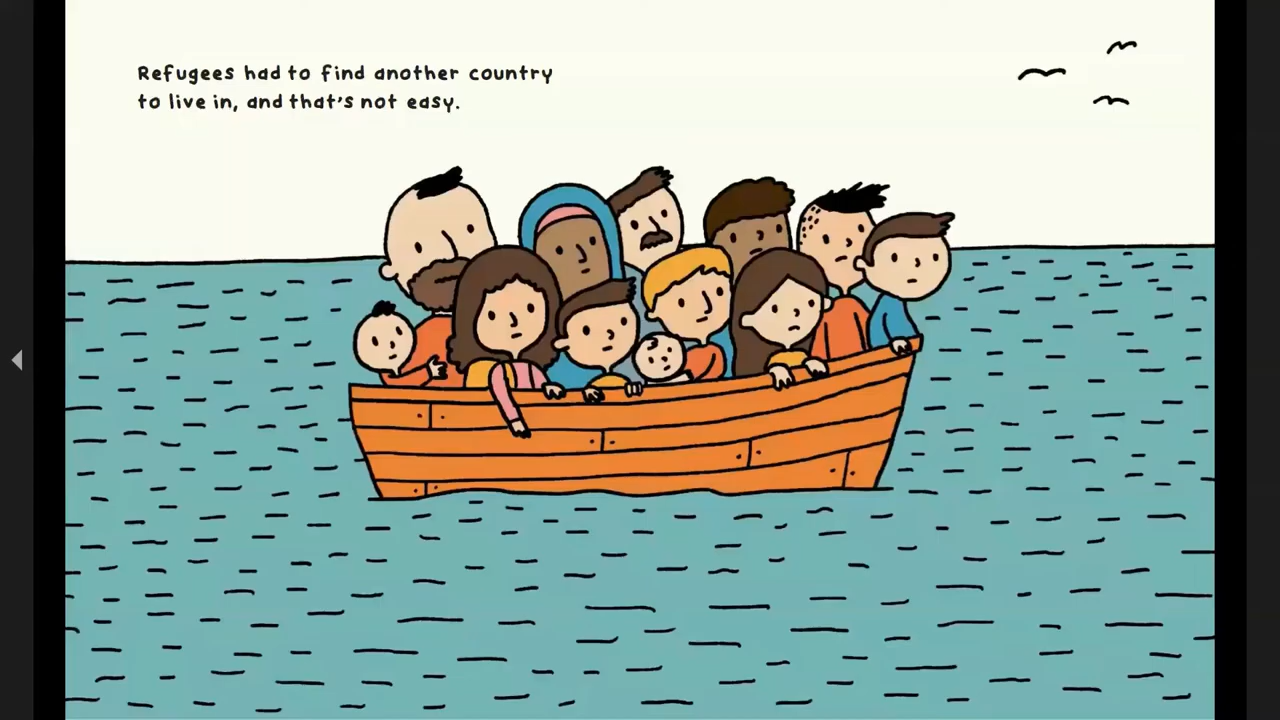 Refugees had to find another country
to live in, and that's not easy.